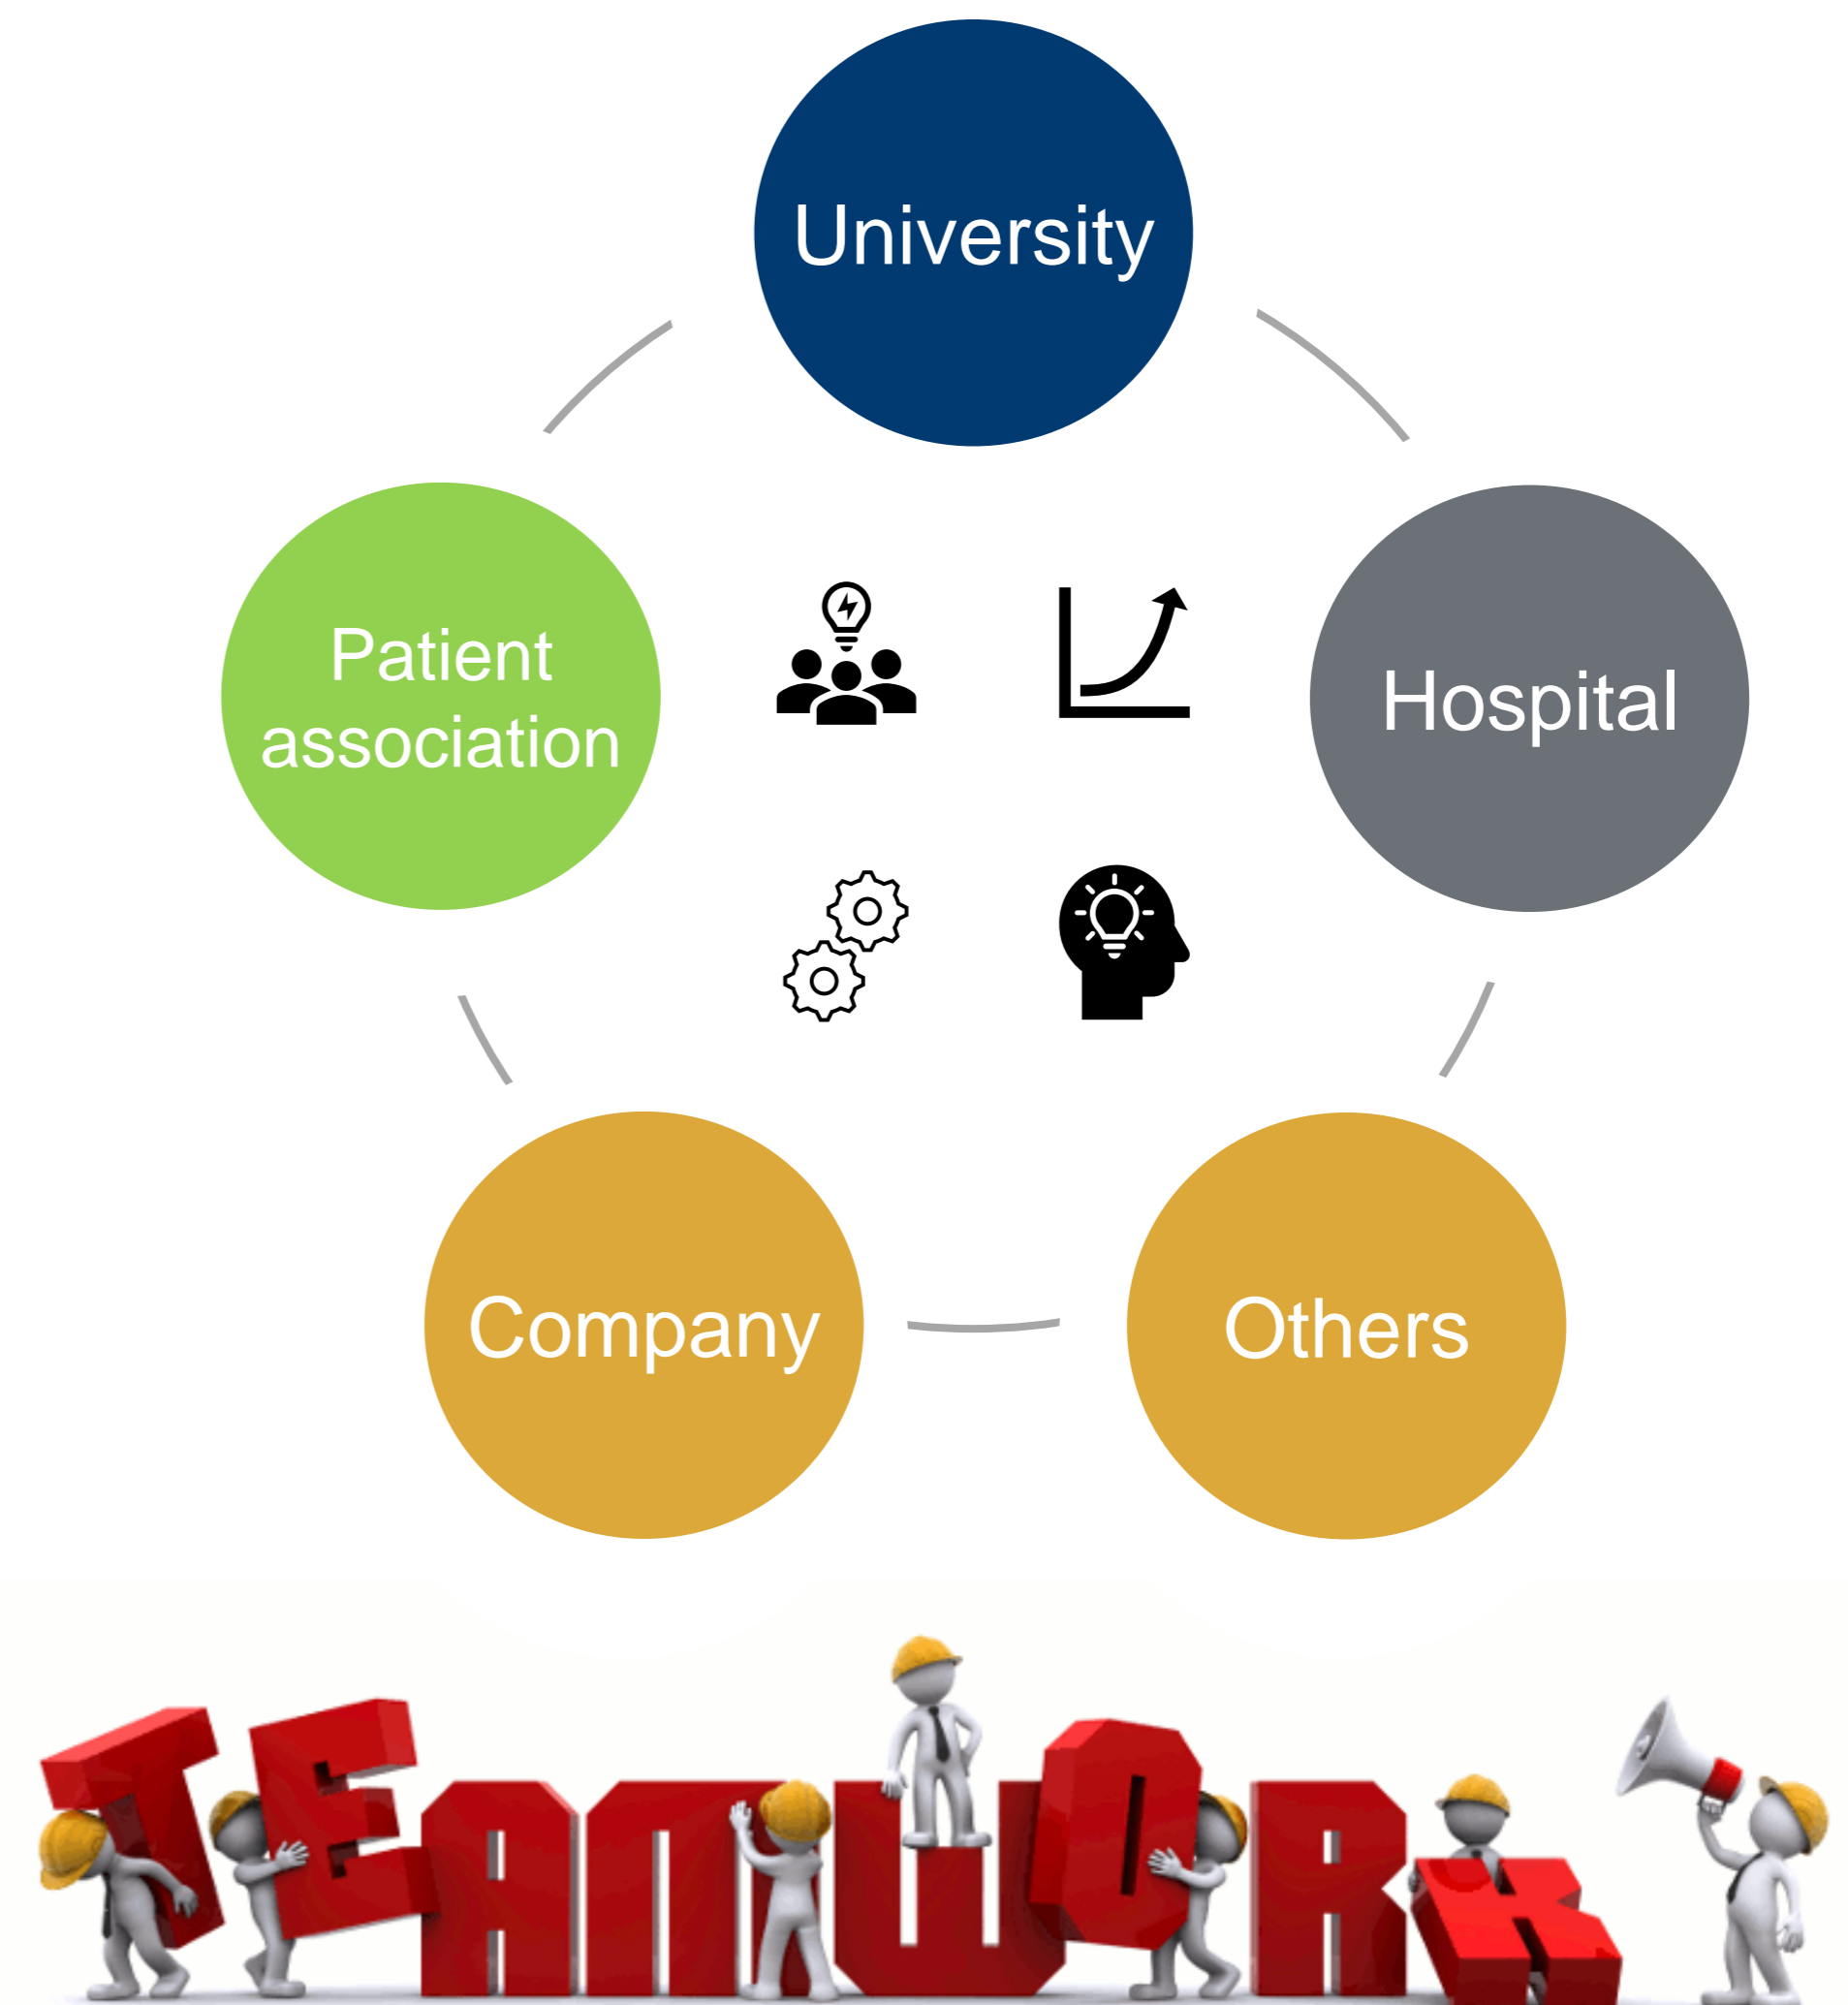 University
Patient
association
Hospital
Company
Others
TEAMWORK